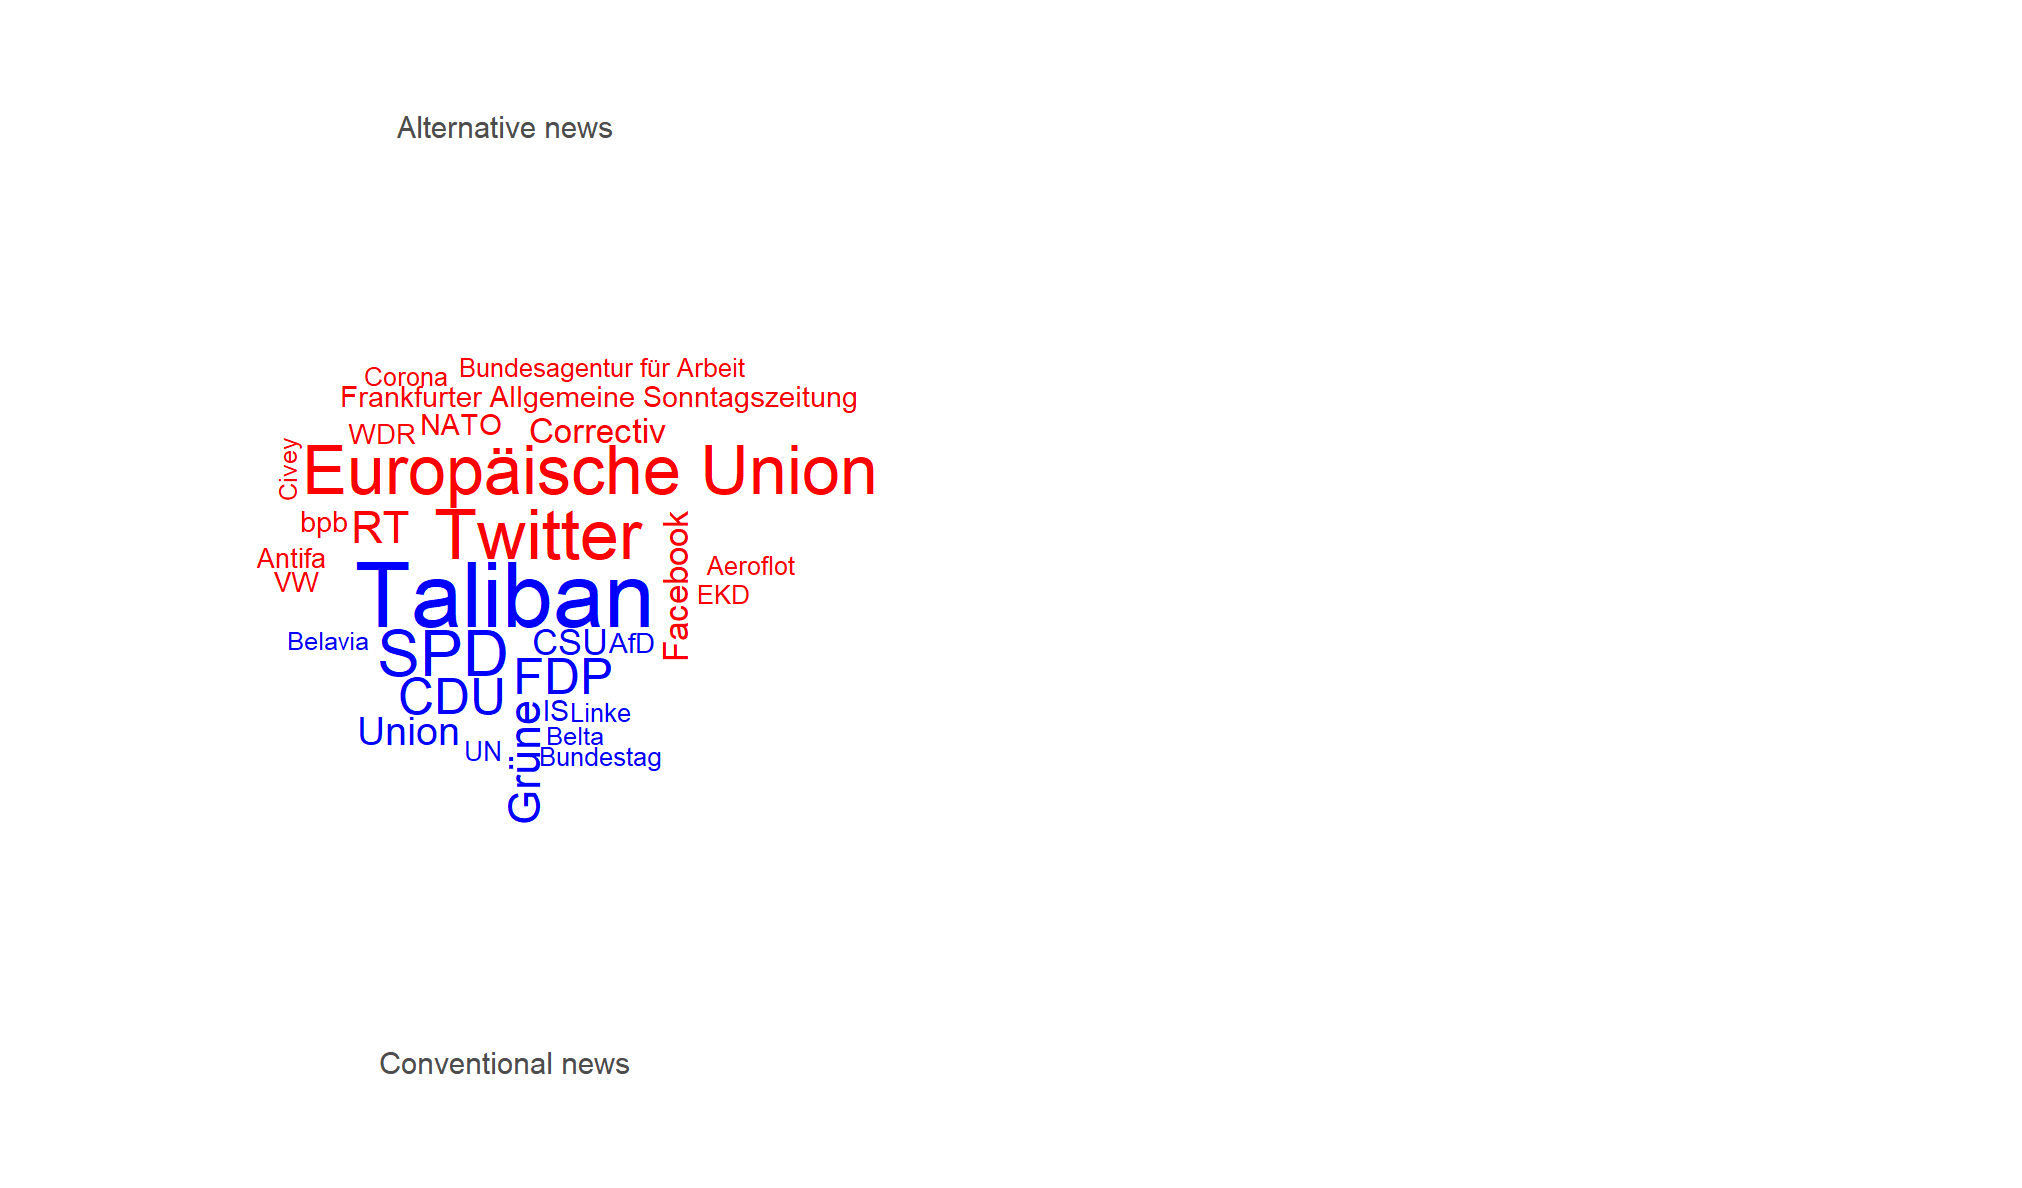 Alternative news
Corona
Bundesagentur für Arbeit
Frankfurter Allgemeine Sonntagszeitung
WDR
NATO
Correctiv
Civey
Europäische Union
bpb
RT
Twitter
Facebook
Antifa
VW
Aeroflot
EKD
Taliban
Belavia
SPD
CSU
AfD
FDP
CDU
Grüne
IS
Linke
Union
UN
Belta
Bundestag
Conventional news